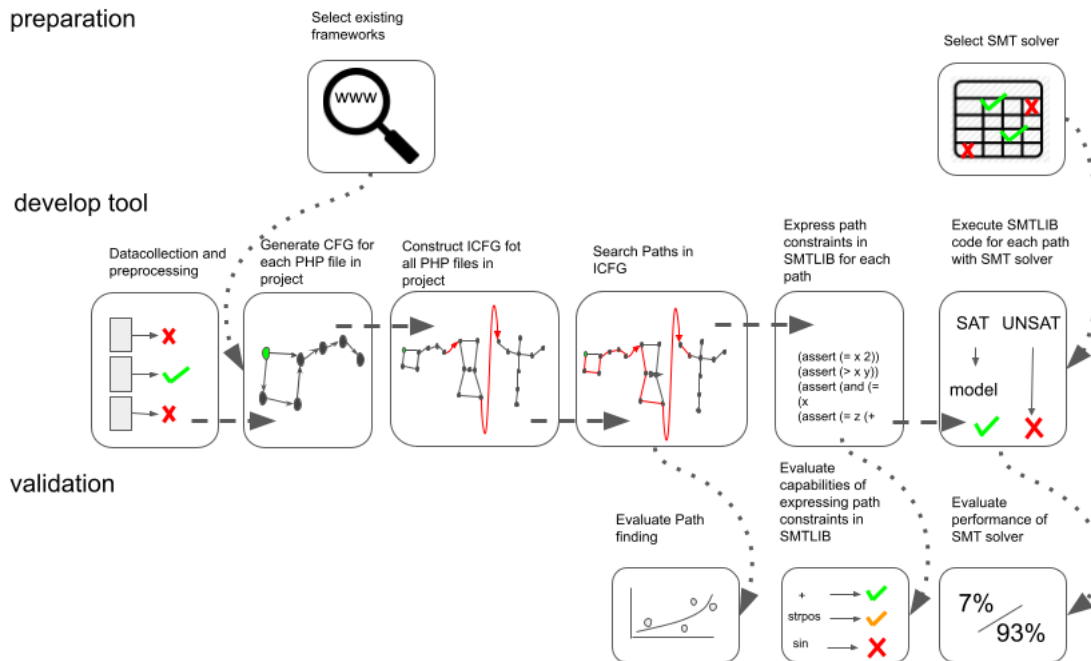 preparation
Select existing
frameworks
www
Select SMT solver
develop tool
Datacollection and
preprocessing
Generate CFG for
each PHP file in
project
Construct ICFG fot
all PHP files in
project
Search Paths in
ICFG
Express path
constraints in
SMTLIB for each
path
Execute SMTLIB
code for each path
with SMT solver
(assert (= x 2))
(assert (> x y))
(assert (and (=
(x
(assert (= z (+
SAT UNSAT
model
validation
Evaluate Path
finding
Evaluate
capabilities of
expressing path
constraints in
SMTLIB
Evaluate
performance of
SMT solver
+
strpos
sin
7%
93%